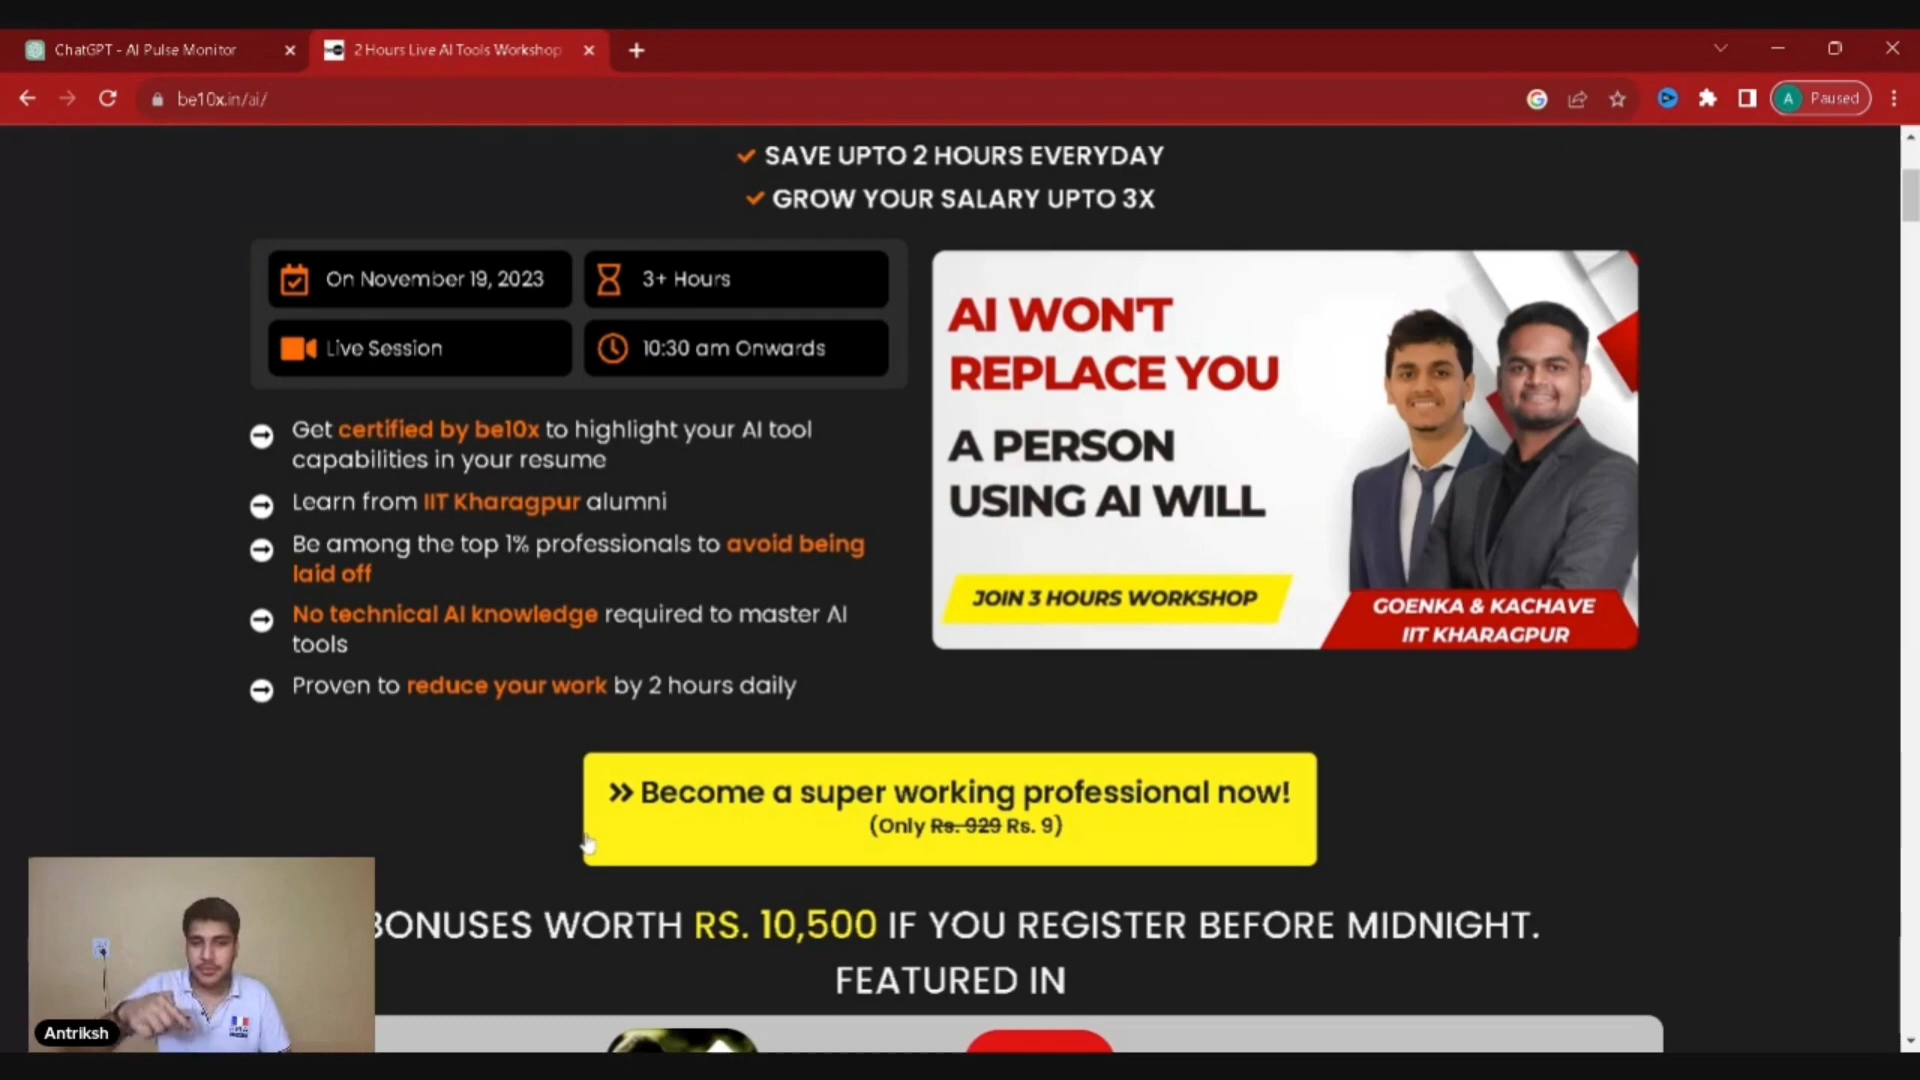 ChatGPT - AI Pulse Monitor
2 Hours Live AI Tools Workshop
be10x.in/ai/
A Paused
SAVE UPTO 2 HOURS EVERYDAY
GROW YOUR SALARY UPTO 3X
On November 19, 2023
3+ Hours
Live Session
10:30 am Onwards
Get certified by be10x to highlight your AI tool
capabilities in your resume
Learn from IIT Kharagpur alumni
Be among the top 1% professionals to avoid being
laid off
No technical AI knowledge required to master AI
tools
Proven to reduce your work by 2 hours daily
AI WON'T
REPLACE YOU
A PERSON
USING AI WILL
JOIN 3 HOURS WORKSHOP
GOENKA & KACHAVE
IIT KHARAGPUR
>> Become a super working professional now!
(Only Rs. 929 Rs. 9)
BONUSES WORTH RS. 10,500 IF YOU REGISTER BEFORE MIDNIGHT.
FEATURED IN
Antriksh